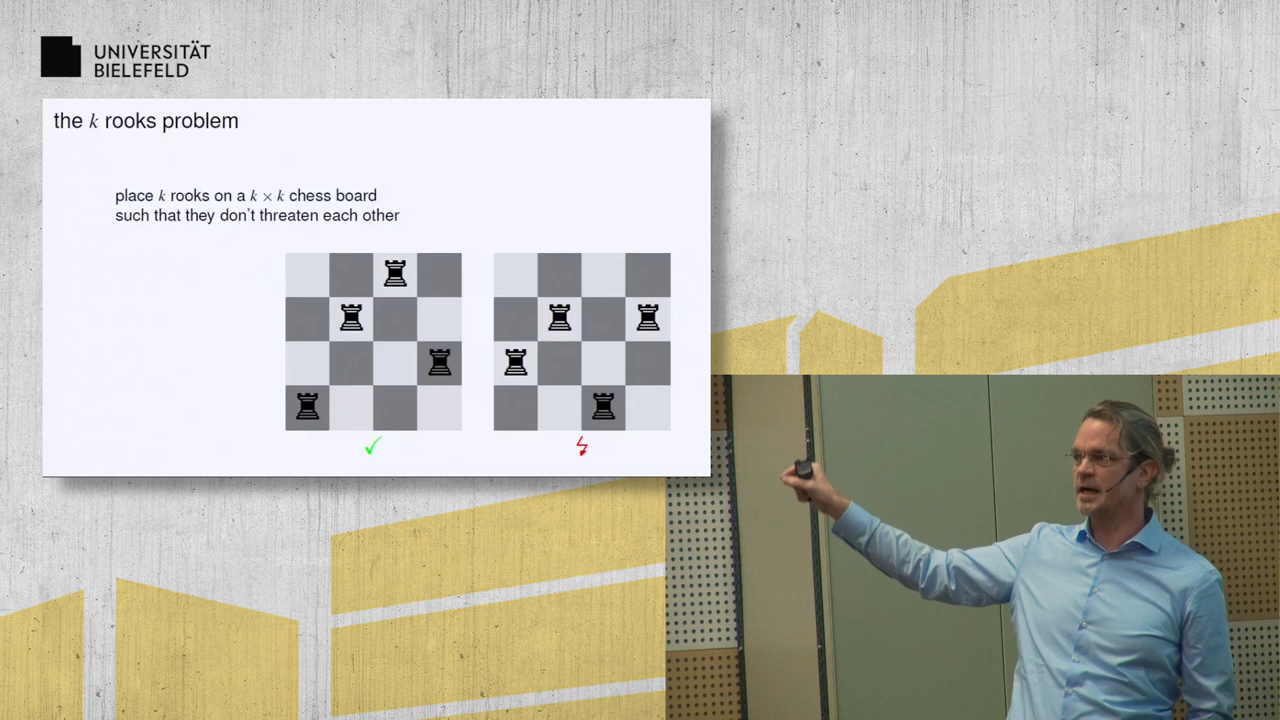 UNIVERSITÄT
BIELEFELD
the k rooks problem
place k rooks on a k × k chess board
such that they don't threaten each other